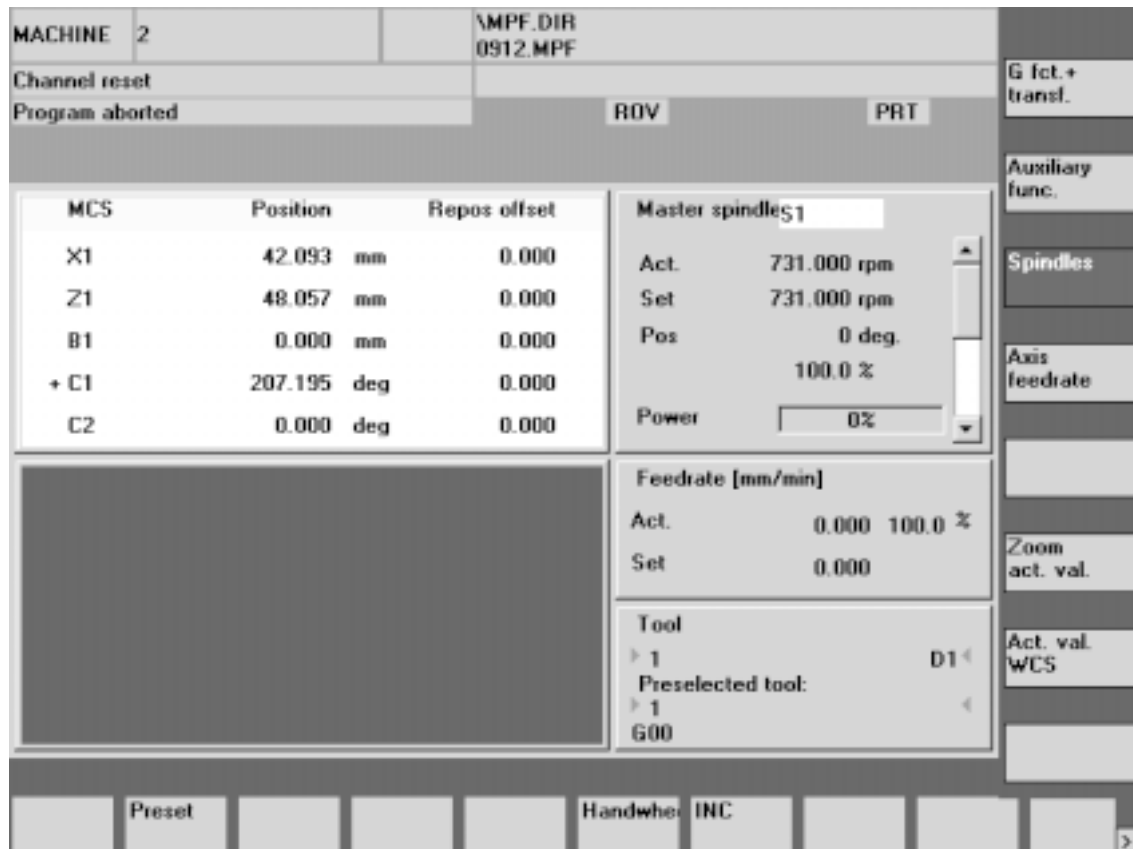 MACHINE 2 \MPF.DIR
0912.MPF
Channel reset
Program aborted ROV PRT
MCS Position Repos offset
X1 42.093 mm 0.000
Z1 48.057 mm 0.000
B1 0.000 mm 0.000
+ C1 207.195 deg 0.000
C2 0.000 deg 0.000
Master spindle S1
Act. 731.000 rpm
Set 731.000 rpm
Pos 0 deg.
100.0 %
Power 0%
Feedrate [mm/min]
Act. 0.000 100.0 %
Set 0.000
Tool
1 D1
Preselected tool:
1
G00
G fct.+
transf.
Auxiliary
func.
Spindles
Axis
feedrate
Zoom
act. val.
Act. val.
WCS
Preset Handwhe INC
>